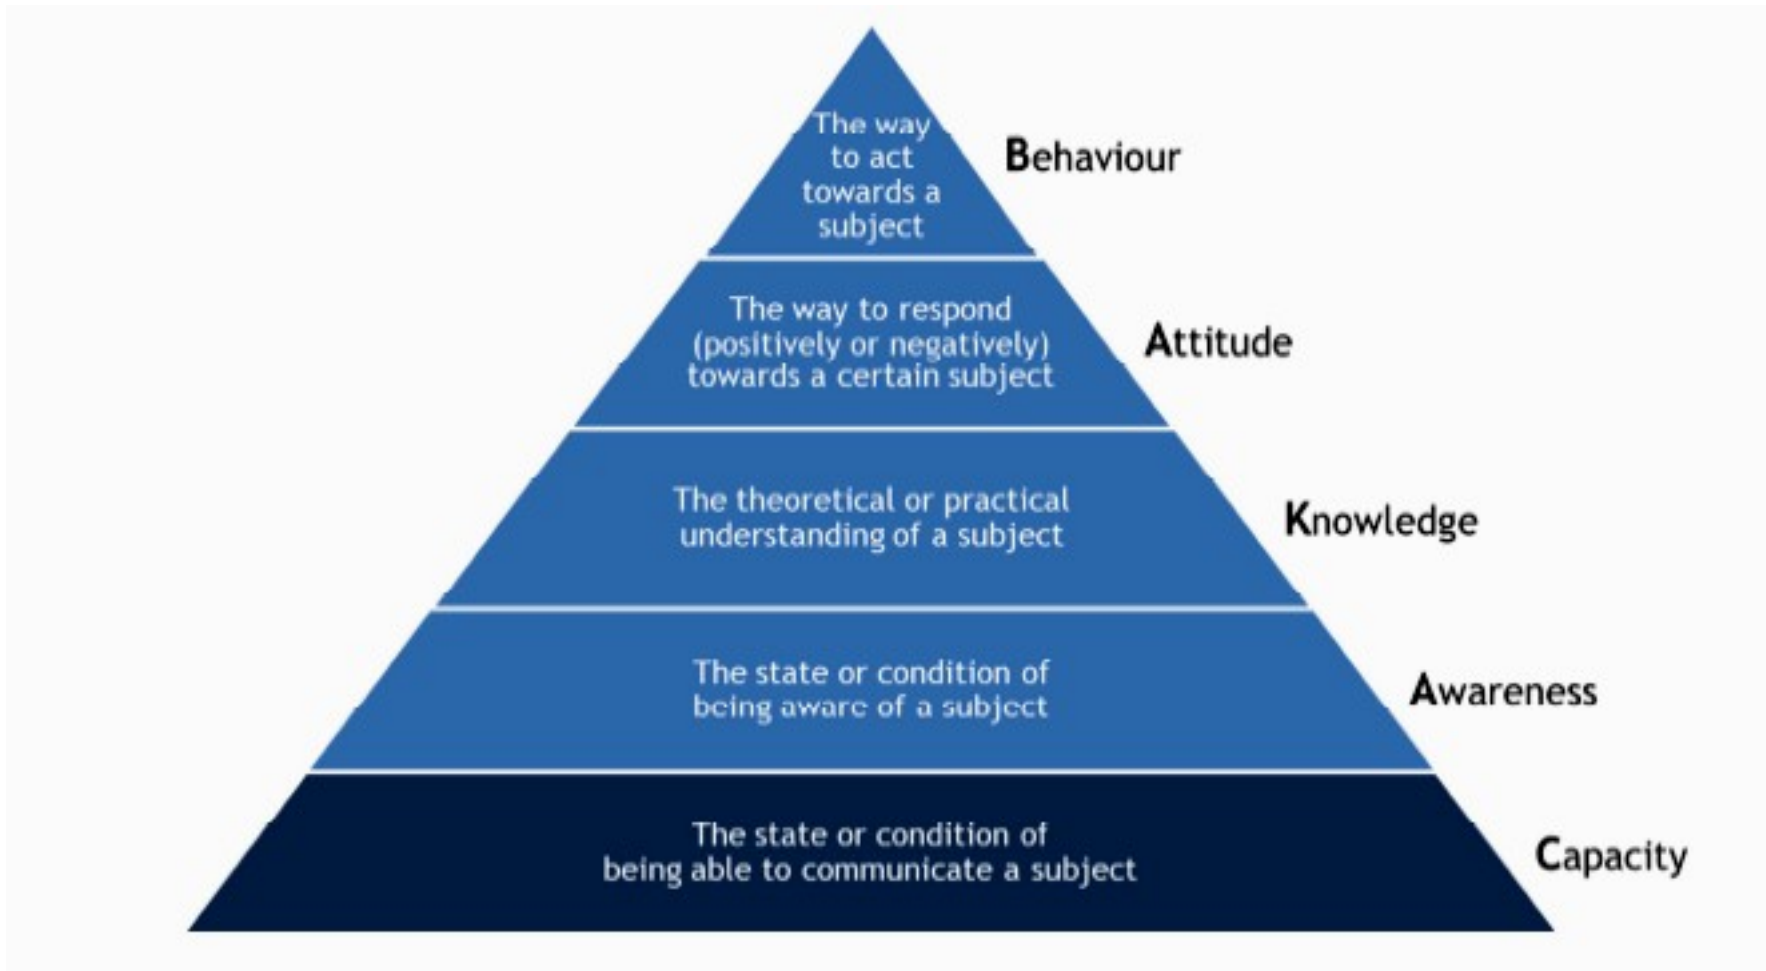 The way
to act
towards a
subject
Behaviour
The way to respond
(positively or negatively)
towards a certain subject
Attitude
The theoretical or practical
understanding of a subject
Knowledge
The state or condition of
being aware of a subject
Awareness
The state or condition of
being able to communicate a subject
Capacity